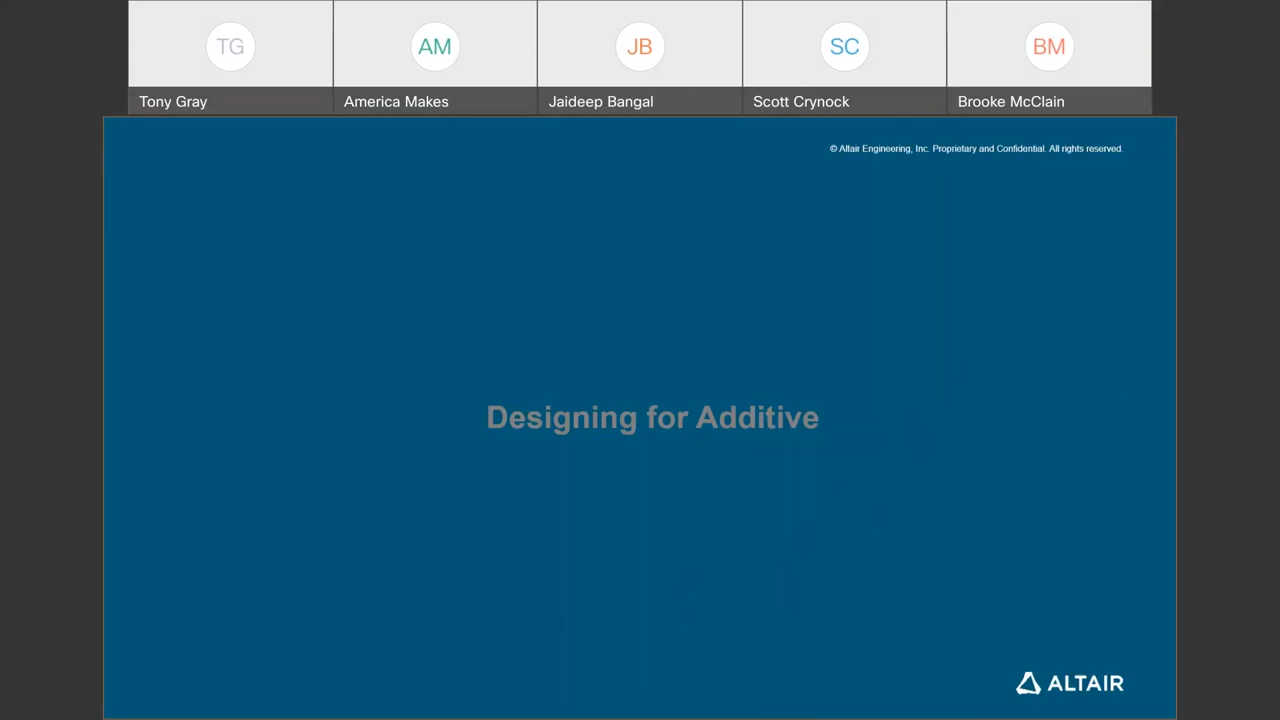 TG
AM
JB
SC
BM
Tony Gray
America Makes
Jaideep Bangal
Scott Crynock
Brooke McClain
© Altair Engineering, Inc. Proprietary and Confidential. All rights reserved.
Designing for Additive
ALTAIR